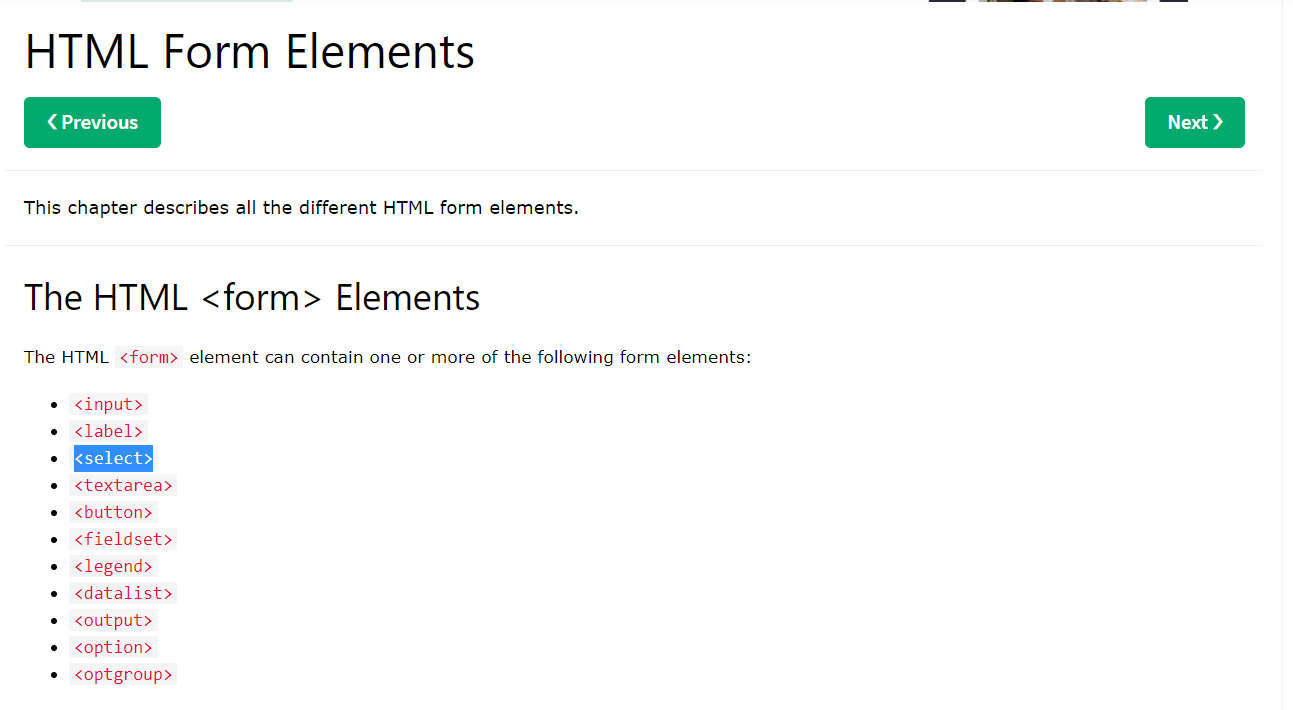 HTML Form Elements
❮ Previous
Next ❯
This chapter describes all the different HTML form elements.
The HTML <form> Elements
The HTML <form> element can contain one or more of the following form elements:
• <input>
• <label>
• <select>
• <textarea>
• <button>
• <fieldset>
• <legend>
• <datalist>
• <output>
• <option>
• <optgroup>